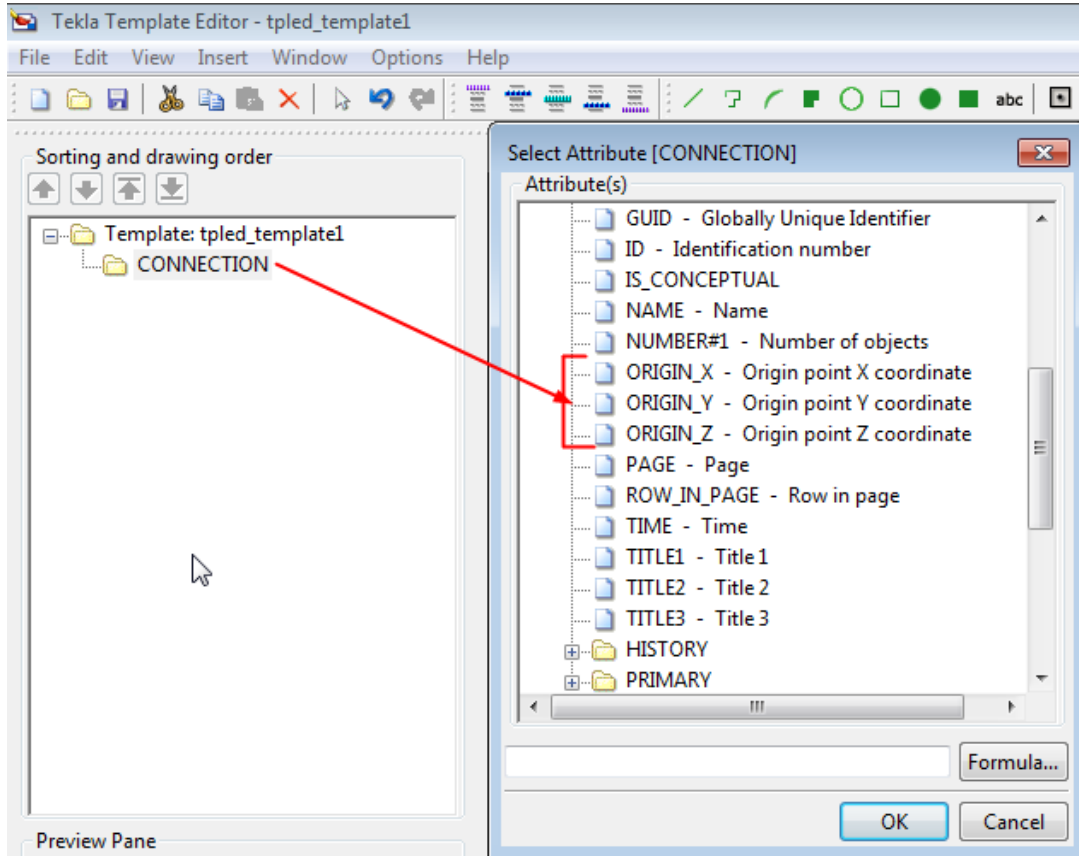 Tekla Template Editor - tpled_template1
File Edit View Insert Window Options Help
abc
Sorting and drawing order
Template: tpled_template1
CONNECTION
Preview Pane
Select Attribute [CONNECTION]
Attribute(s)
GUID - Globally Unique Identifier
ID - Identification number
IS_CONCEPTUAL
NAME - Name
NUMBER#1 - Number of objects
ORIGIN_X - Origin point X coordinate
ORIGIN_Y - Origin point Y coordinate
ORIGIN_Z - Origin point Z coordinate
PAGE - Page
ROW_IN_PAGE - Row in page
TIME - Time
TITLE1 - Title 1
TITLE2 - Title 2
TITLE3 - Title 3
HISTORY
PRIMARY
Formula...
OK Cancel